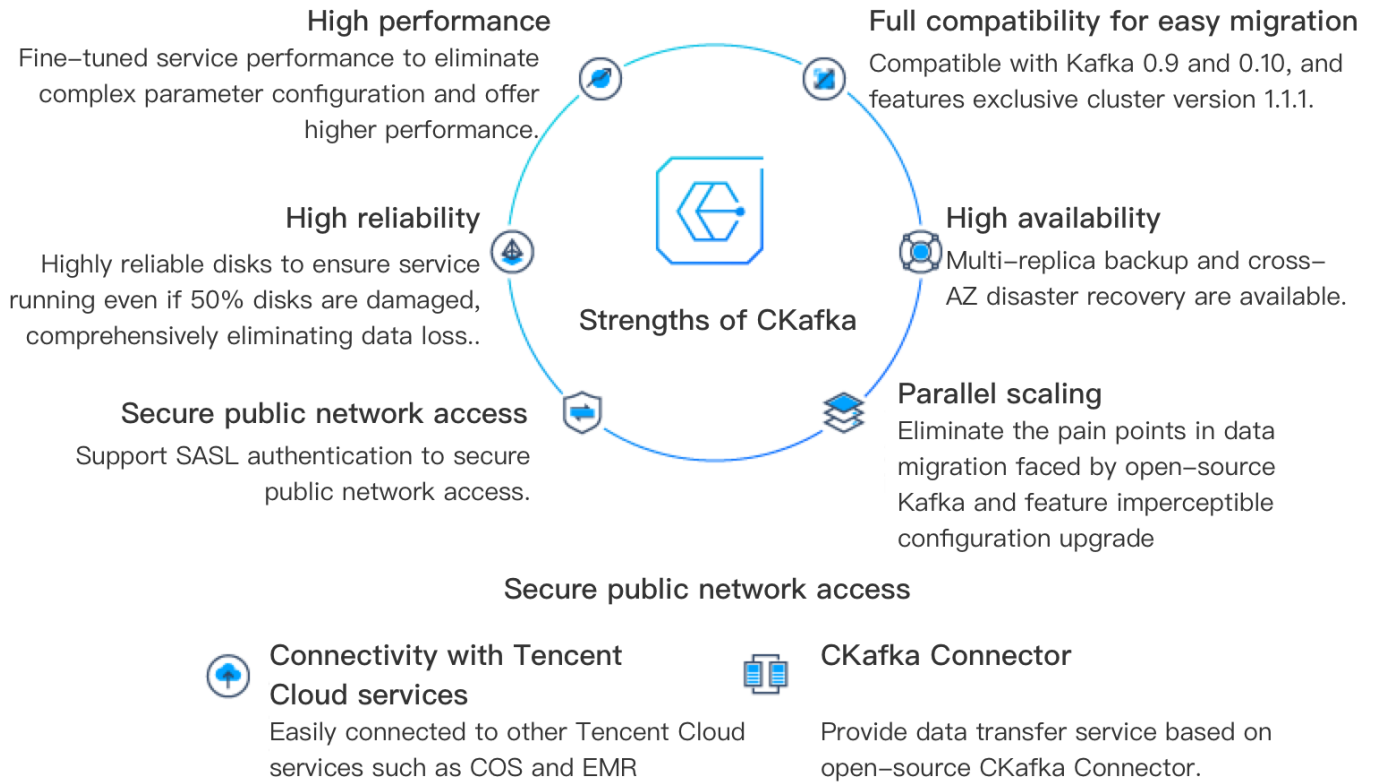 High performance
Fine-tuned service performance to eliminate
complex parameter configuration and offer
higher performance.
Full compatibility for easy migration
Compatible with Kafka 0.9 and 0.10, and
features exclusive cluster version 1.1.1.
High reliability
Highly reliable disks to ensure service
running even if 50% disks are damaged,
comprehensively eliminating data loss..
Strengths of CKafka
High availability
Multi-replica backup and cross-
AZ disaster recovery are available.
Secure public network access
Support SASL authentication to secure
public network access.
Parallel scaling
Eliminate the pain points in data
migration faced by open-source
Kafka and feature imperceptible
configuration upgrade
Secure public network access
Connectivity with Tencent
Cloud services
Easily connected to other Tencent Cloud
services such as COS and EMR
CKafka Connector
Provide data transfer service based on
open-source CKafka Connector.